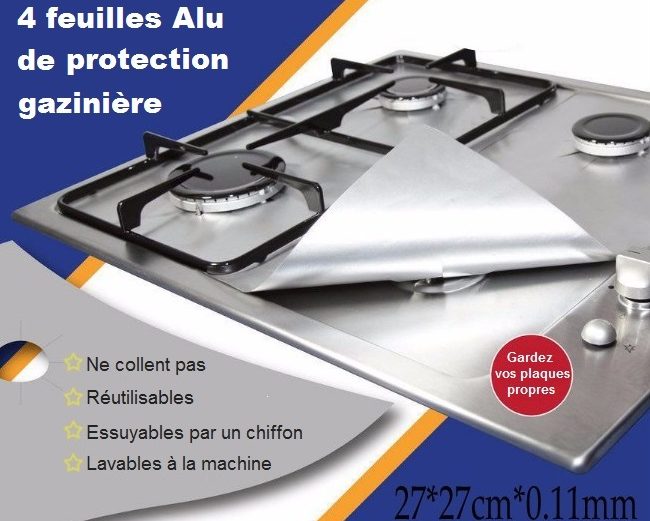 4 feuilles Alu
de protection
gazinière
Ne collent pas
Réutilisables
Essuyables par un chiffon
Lavables à la machine
Gardez
vos plaques
propres
27*27cm*0.11mm